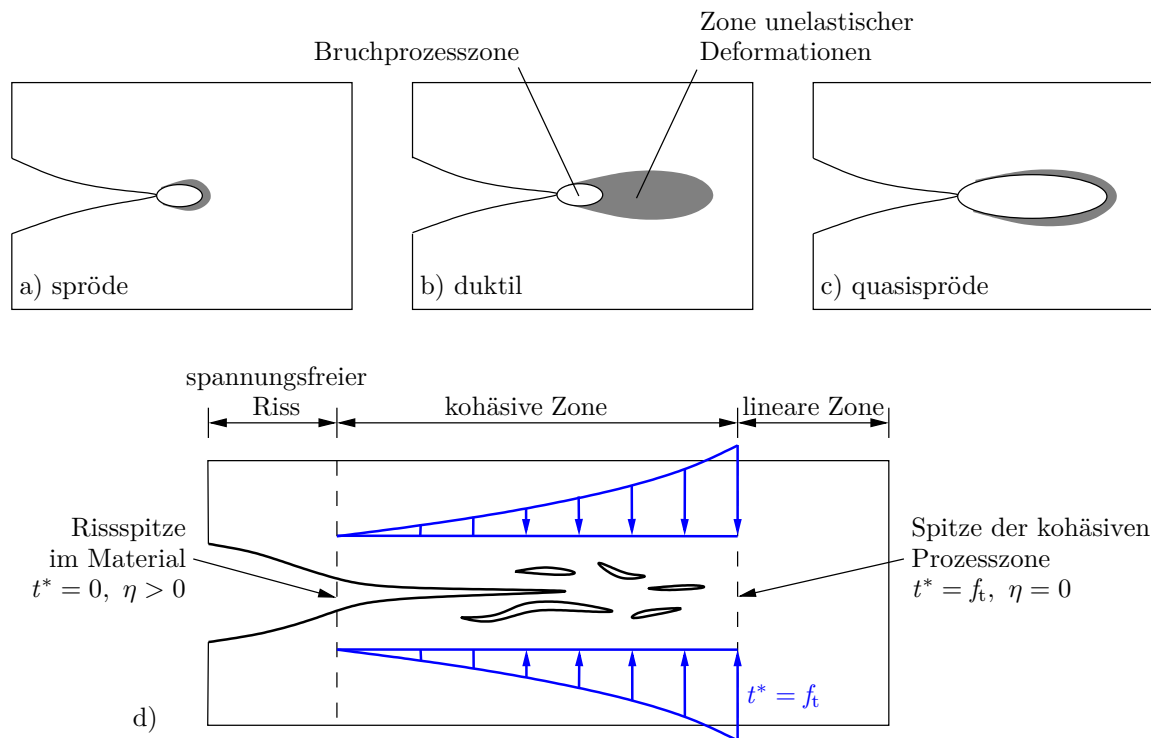 Bruchprozesszone
Zone unelastischer
Deformationen
a) spröde
b) duktil
c) quasispröde
spannungsfreier
Riss
kohäsive Zone
lineare Zone
Rissspitze
im Material
t* = 0, η > 0
Spitze der kohäsiven
Prozesszone
t* = fₜ, η = 0
t* = fₜ
d)